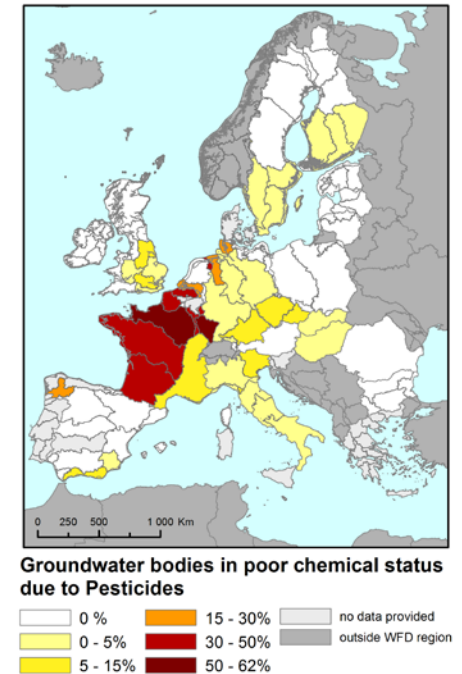 0 250 500 1 000 Km
Groundwater bodies in poor chemical status
due to Pesticides
0 % 15 - 30% no data provided
0 - 5% 30 - 50% outside WFD region
5 - 15% 50 - 62%